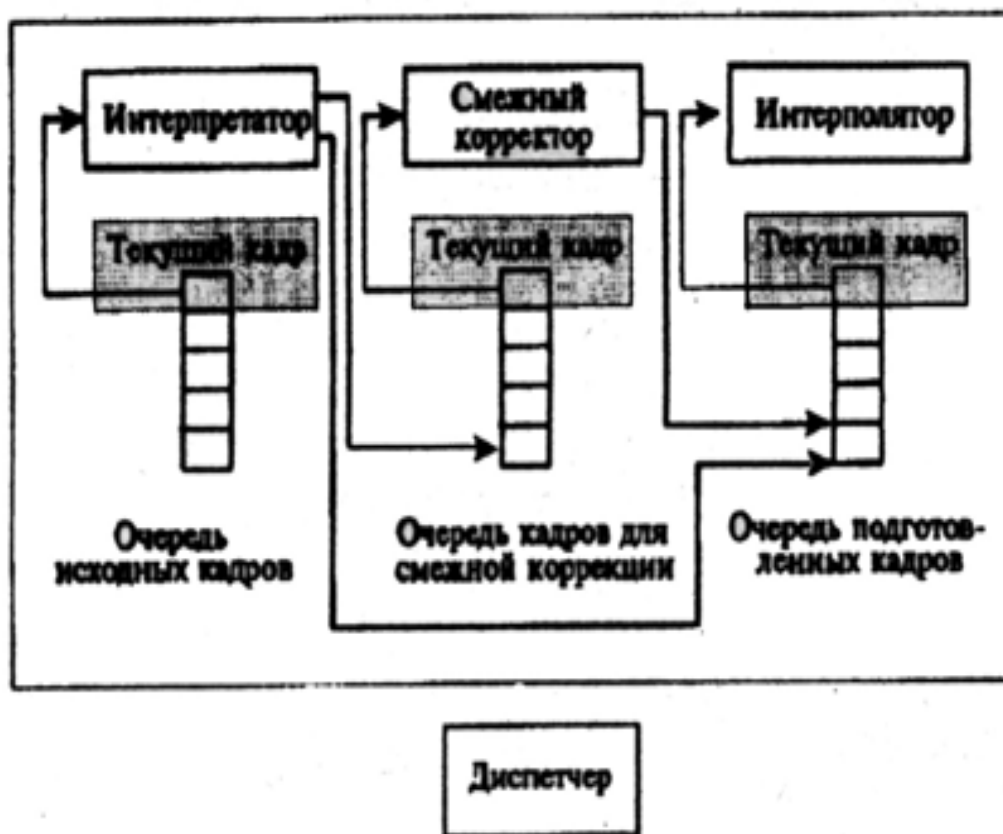 Интерпретатор
Смежный
корректор
Интерполятор
Текущий кадр
Текущий кадр
Текущий кадр
Очередь
исходных кадров
Очередь кадров для
смежной коррекции
Очередь подготов-
ленных кадров
Диспетчер